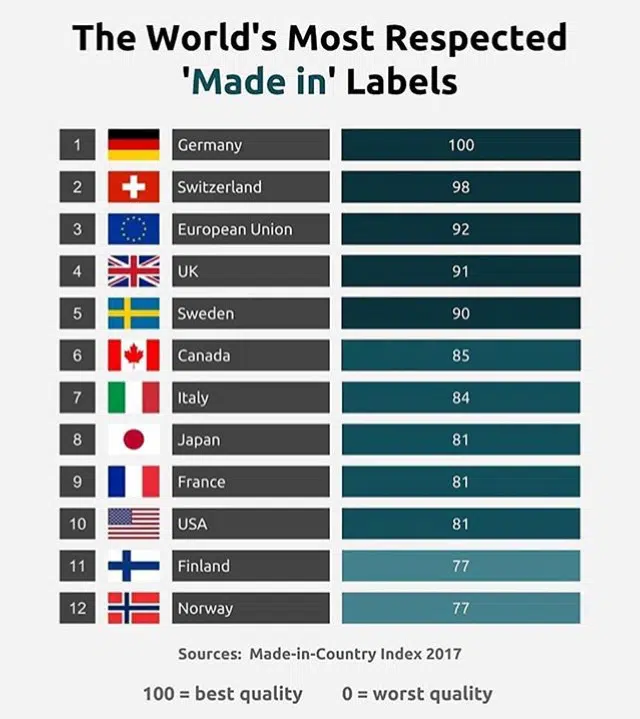 The World's Most Respected
'Made in' Labels
1 Germany 100
2 Switzerland 98
3 European Union 92
4 UK 91
5 Sweden 90
6 Canada 85
7 Italy 84
8 Japan 81
9 France 81
10 USA 81
11 Finland 77
12 Norway 77
Sources: Made-in-Country Index 2017
100 = best quality 0 = worst quality